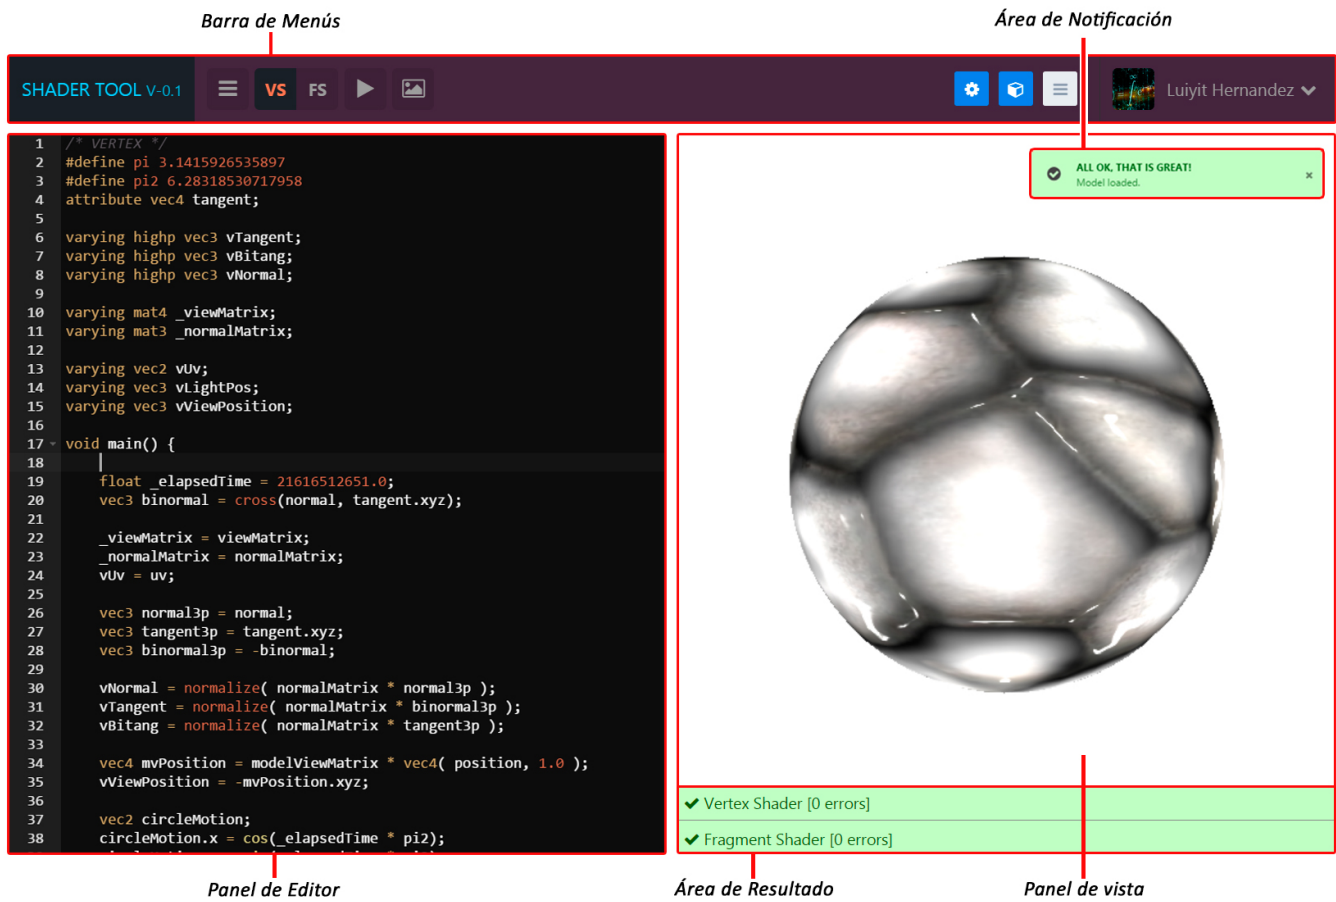 Barra de Menús
Área de Notificación
SHADER TOOL V-0.1
VS
FS
Luiyit Hernandez
1 /* VERTEX */
2 #define pi 3.1415926535897
3 #define pi2 6.28318530717958
4 attribute vec4 tangent;
5
6 varying highp vec3 vTangent;
7 varying highp vec3 vBitang;
8 varying highp vec3 vNormal;
9
10 varying mat4 _viewMatrix;
11 varying mat3 _normalMatrix;
12
13 varying vec2 vUv;
14 varying vec3 vLightPos;
15 varying vec3 vViewPosition;
16
17 void main() {
18
19 float _elapsedTime = 21616512651.0;
20 vec3 binormal = cross(normal, tangent.xyz);
21
22 _viewMatrix = viewMatrix;
23 _normalMatrix = normalMatrix;
24 vUv = uv;
25
26 vec3 normal3p = normal;
27 vec3 tangent3p = tangent.xyz;
28 vec3 binormal3p = -binormal;
29
30 vNormal = normalize( normalMatrix * normal3p );
31 vTangent = normalize( normalMatrix * binormal3p );
32 vBitang = normalize( normalMatrix * tangent3p );
33
34 vec4 mvPosition = modelViewMatrix * vec4( position, 1.0 );
35 vViewPosition = -mvPosition.xyz;
36
37 vec2 circleMotion;
38 circleMotion.x = cos(_elapsedTime * pi2);
ALL OK, THAT IS GREAT!
Model loaded.
Vertex Shader [0 errors]
Fragment Shader [0 errors]
Panel de Editor
Área de Resultado
Panel de vista